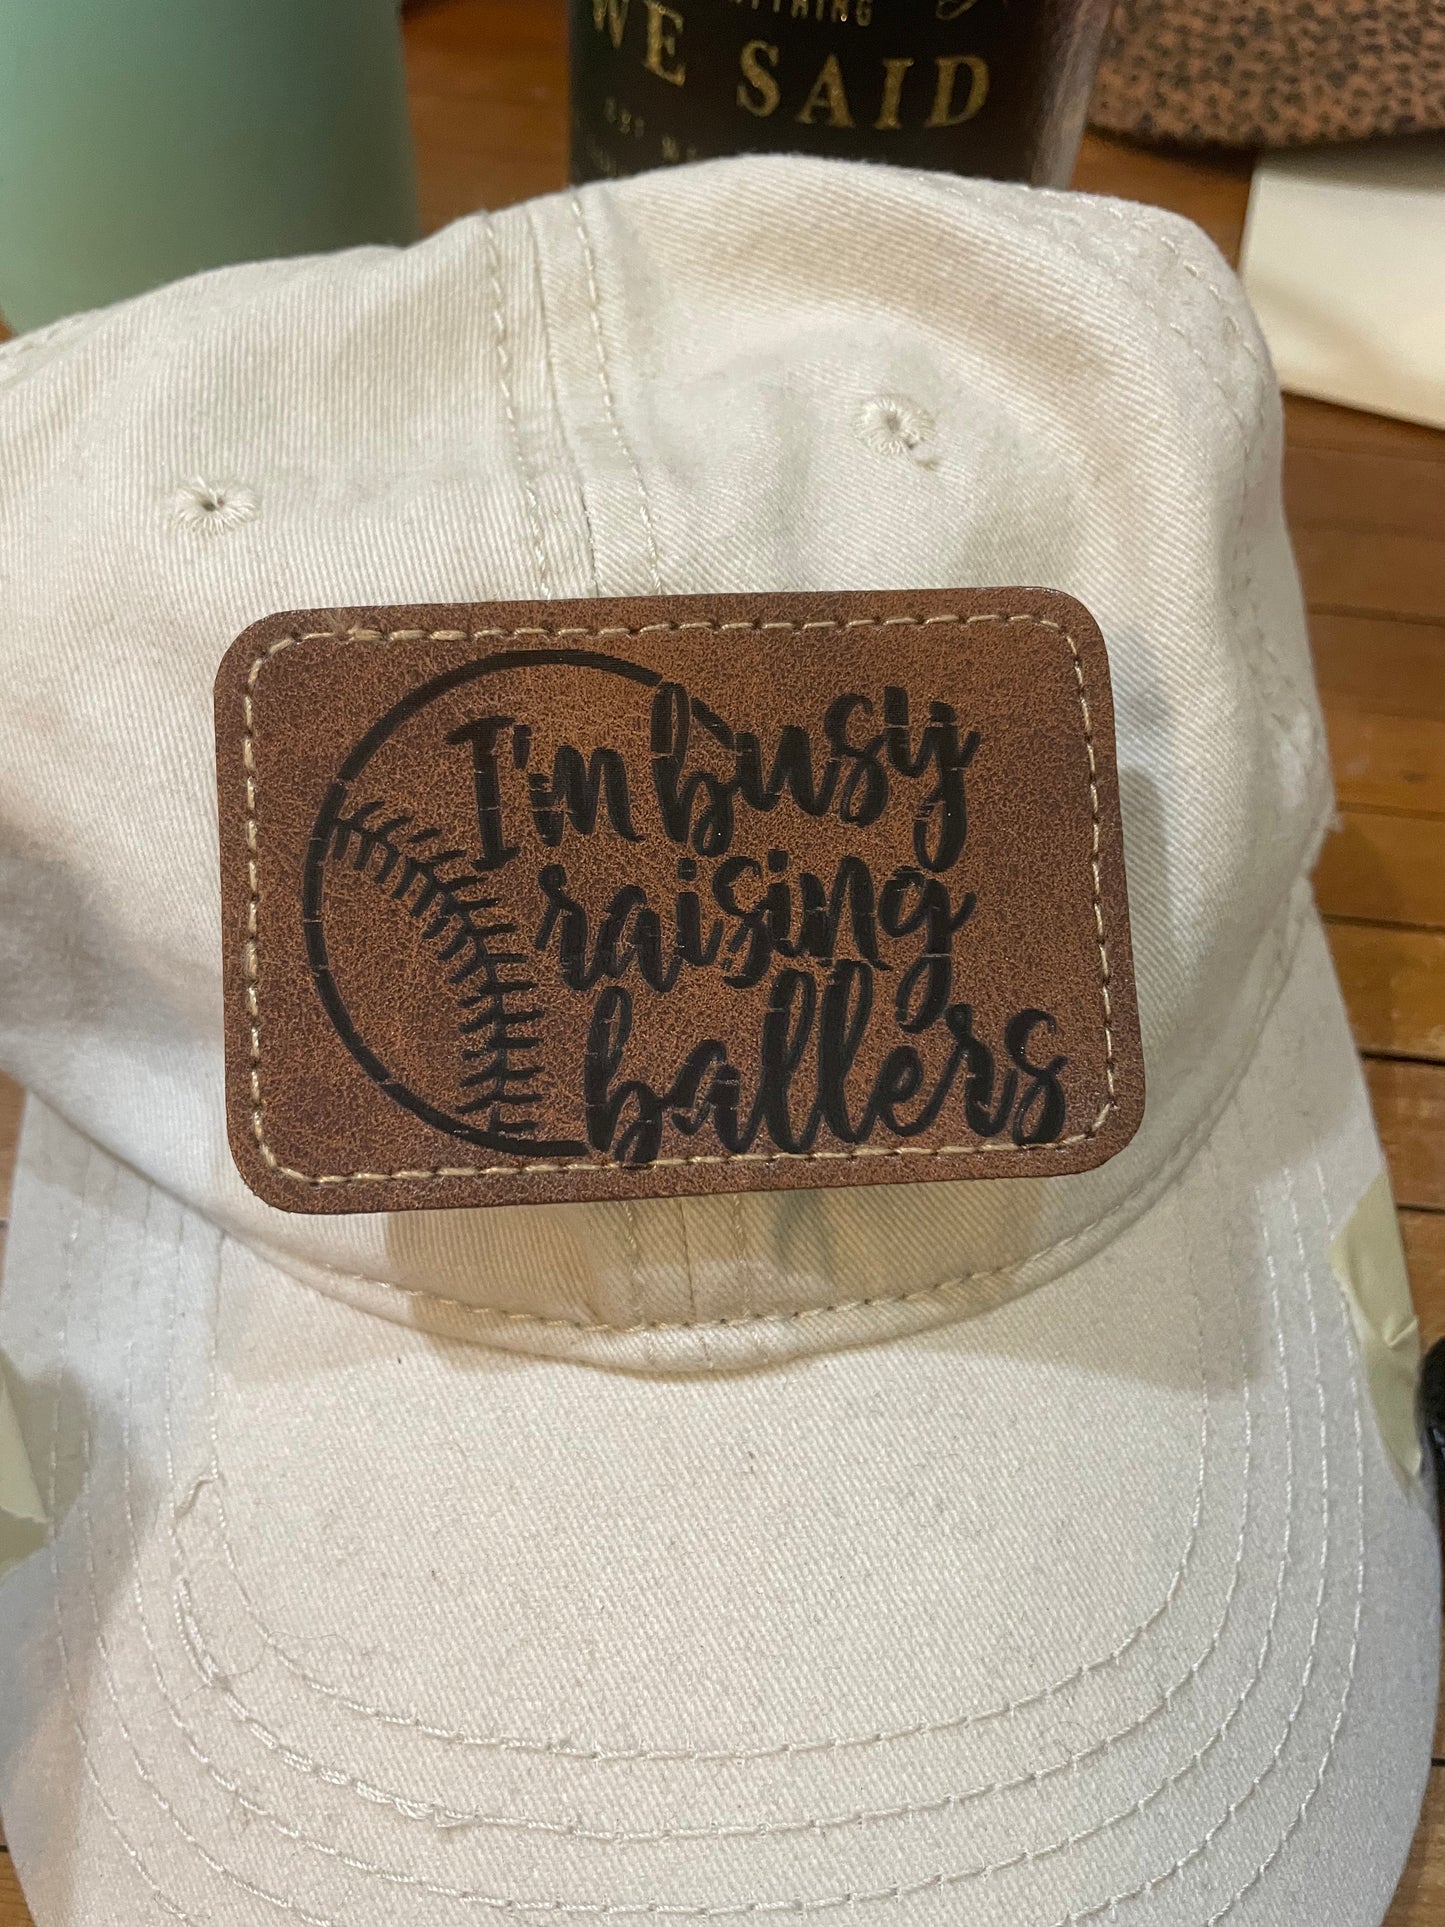 WE SAID
I'm busy
raising
ballers